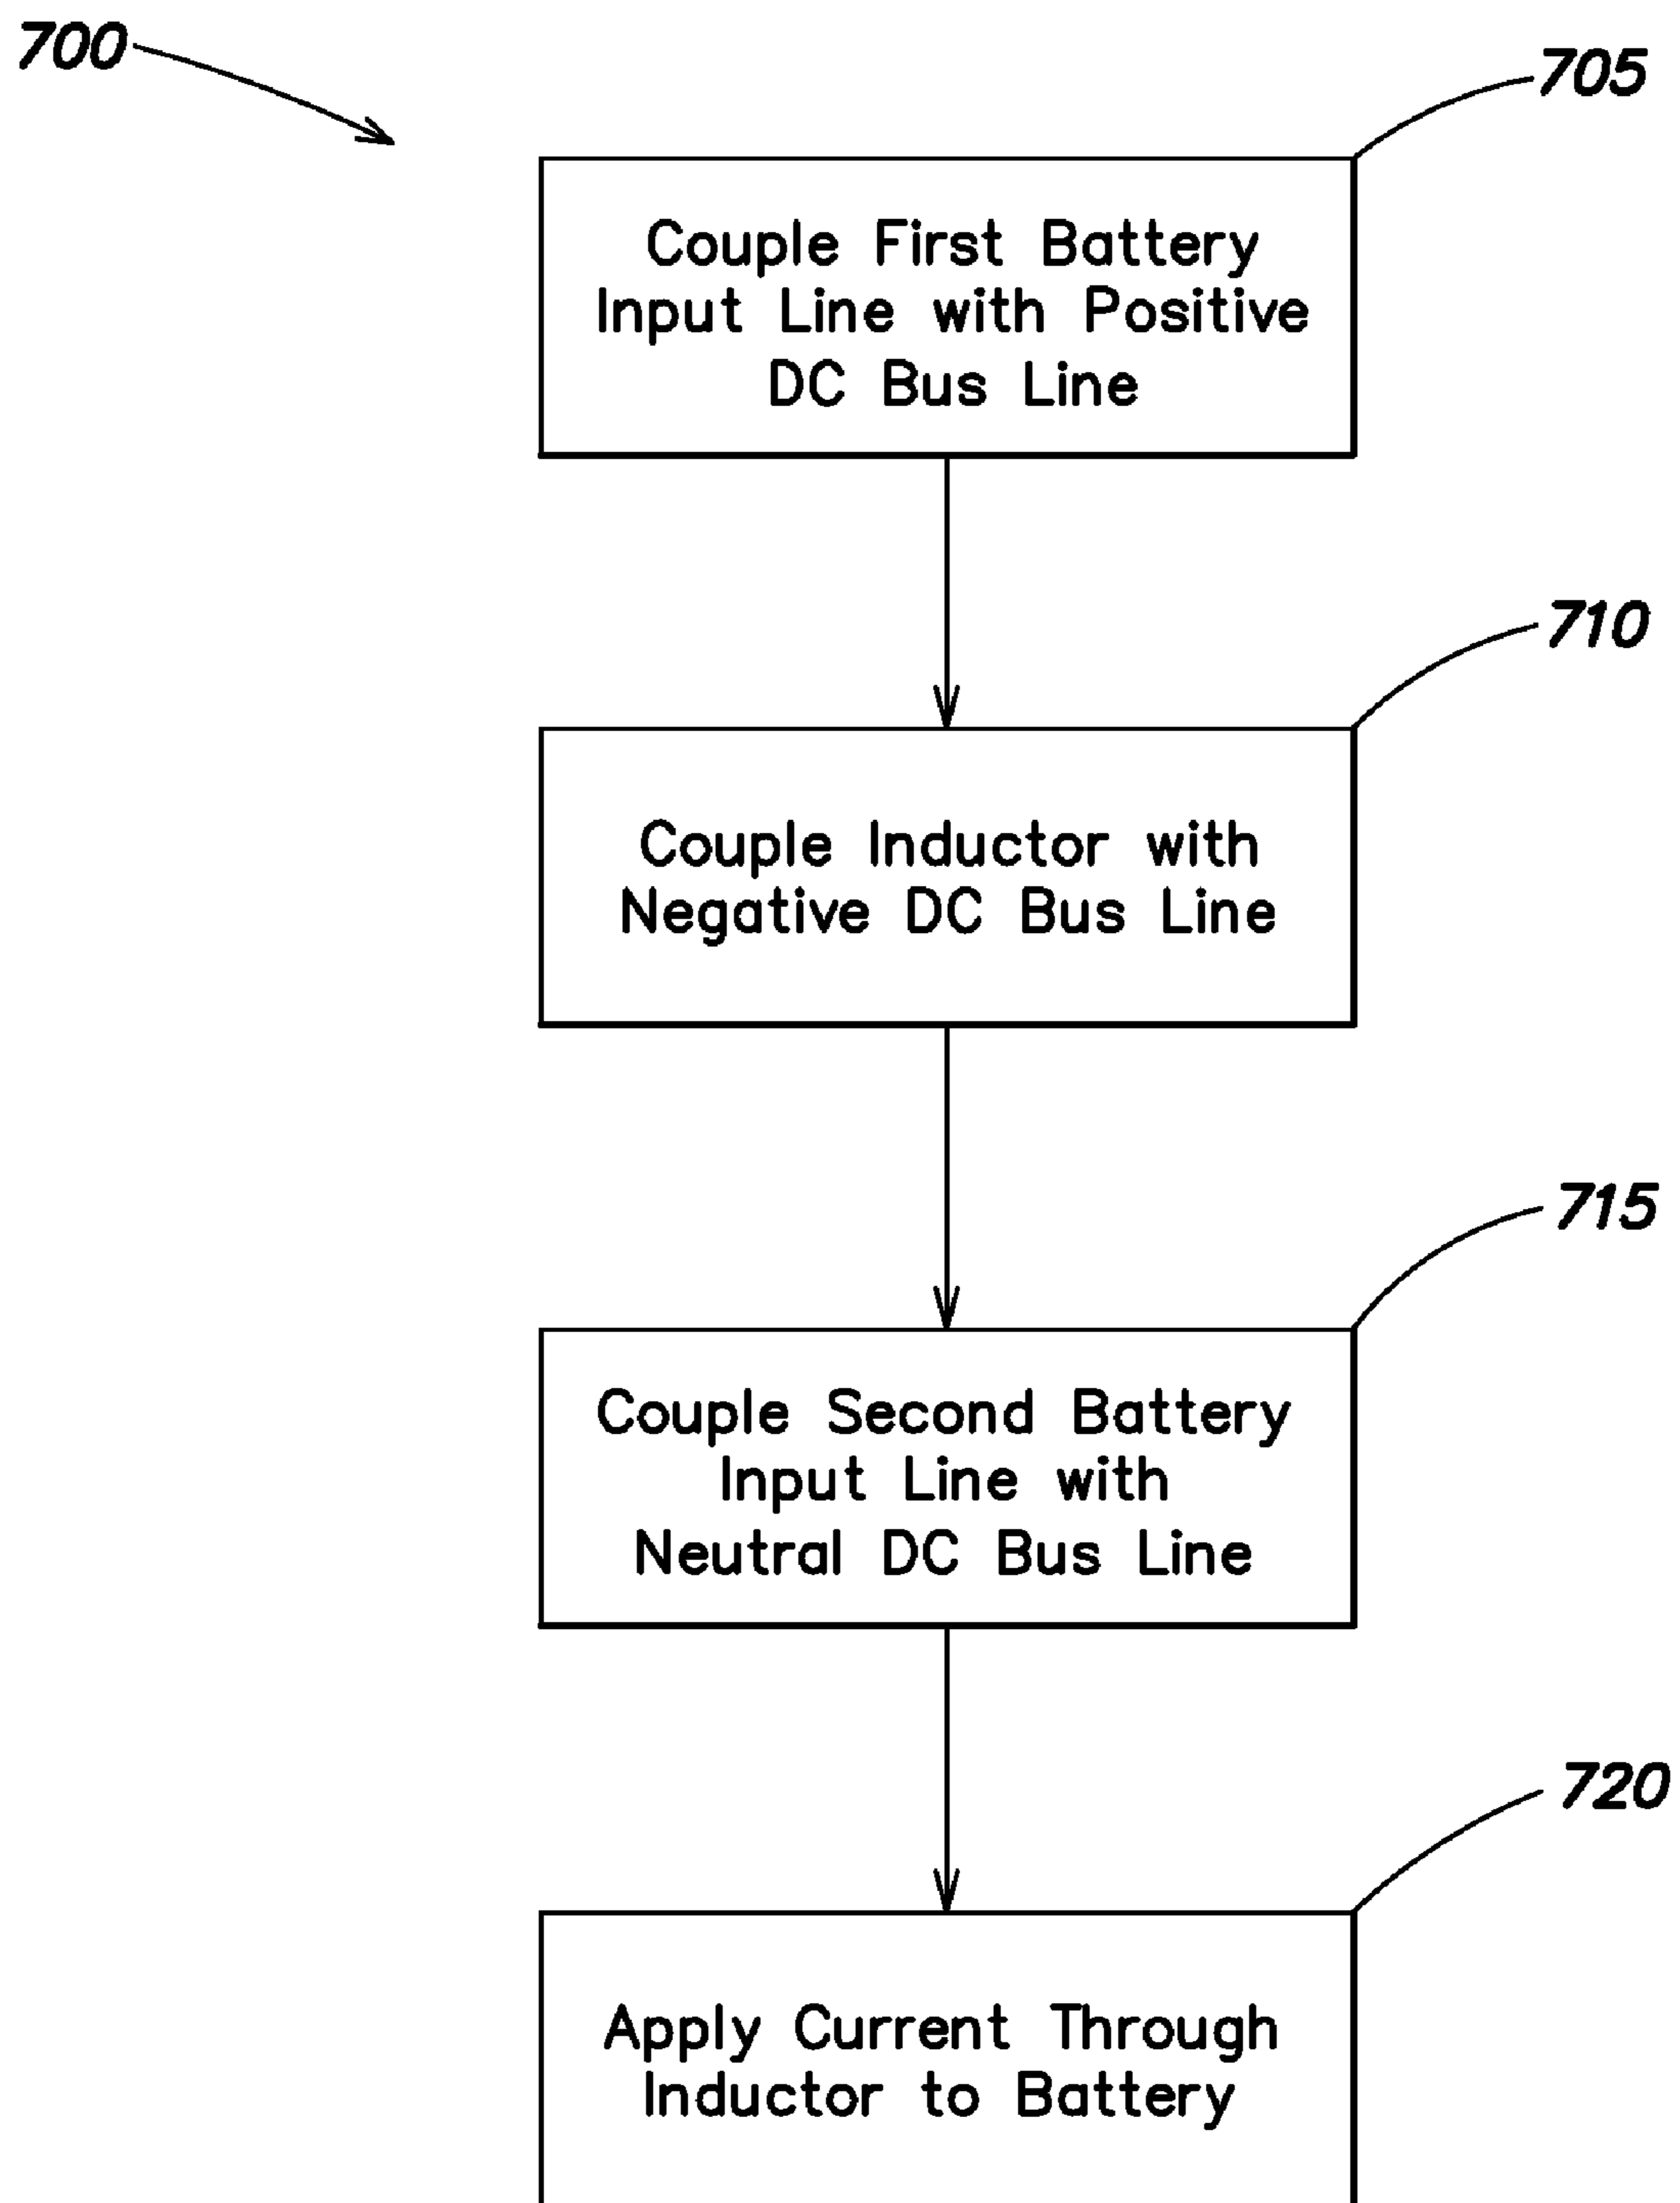 700
705
Couple First Battery
Input Line with Positive
DC Bus Line
710
Couple Inductor with
Negative DC Bus Line
715
Couple Second Battery
Input Line with
Neutral DC Bus Line
720
Apply Current Through
Inductor to Battery